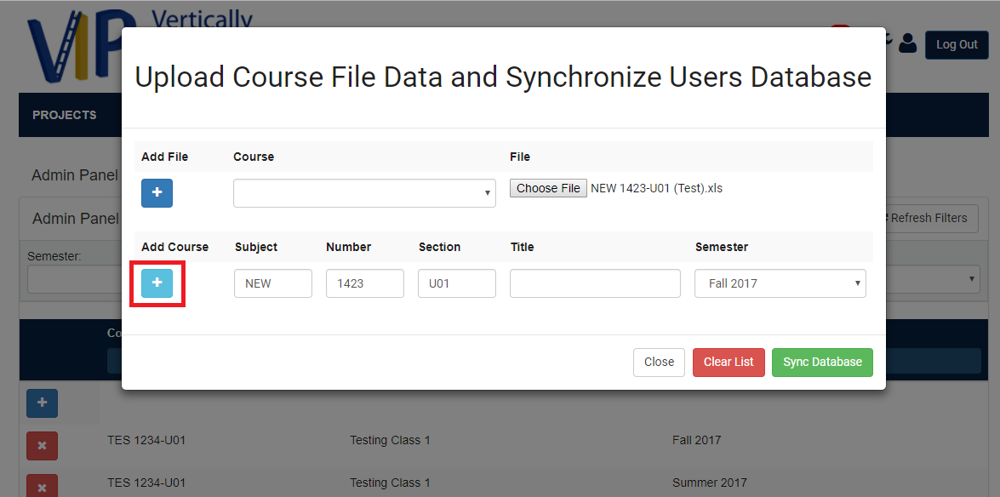 VIP Vertically
Log Out
PROJECTS
Upload Course File Data and Synchronize Users Database
Admin Panel
Add File Course File
Choose File NEW 1423-U01 (Test).xls
Admin Panel
Refresh Filters
Add Course Subject Number Section Title Semester
Semester:
NEW 1423 U01 Fall 2017
Co
Close Clear List Sync Database
TES 1234-U01 Testing Class 1 Fall 2017
TES 1234-U01 Testing Class 1 Summer 2017